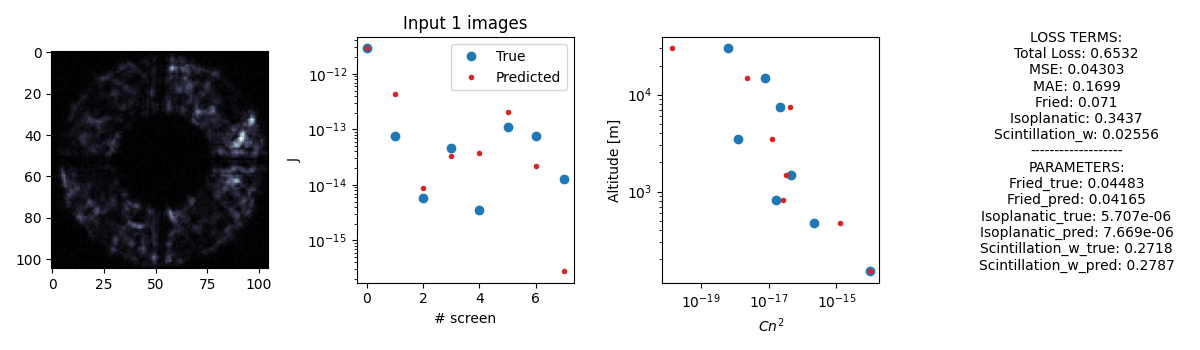 0
20
40
60
80
100
0
25
50
75
100
Input 1 images
True
Predicted
10⁻¹²
10⁻¹³
10⁻¹⁴
10⁻¹⁵
J
0
2
4
6
# screen
10⁴
10³
Altitude [m]
10⁻¹⁹
10⁻¹⁷
10⁻¹⁵
Cn²
LOSS TERMS:
Total Loss: 0.6532
MSE: 0.04303
MAE: 0.1699
Fried: 0.071
Isoplanatic: 0.3437
Scintillation_w: 0.02556
-------------------
PARAMETERS:
Fried_true: 0.04483
Fried_pred: 0.04165
Isoplanatic_true: 5.707e-06
Isoplanatic_pred: 7.669e-06
Scintillation_w_true: 0.2718
Scintillation_w_pred: 0.2787